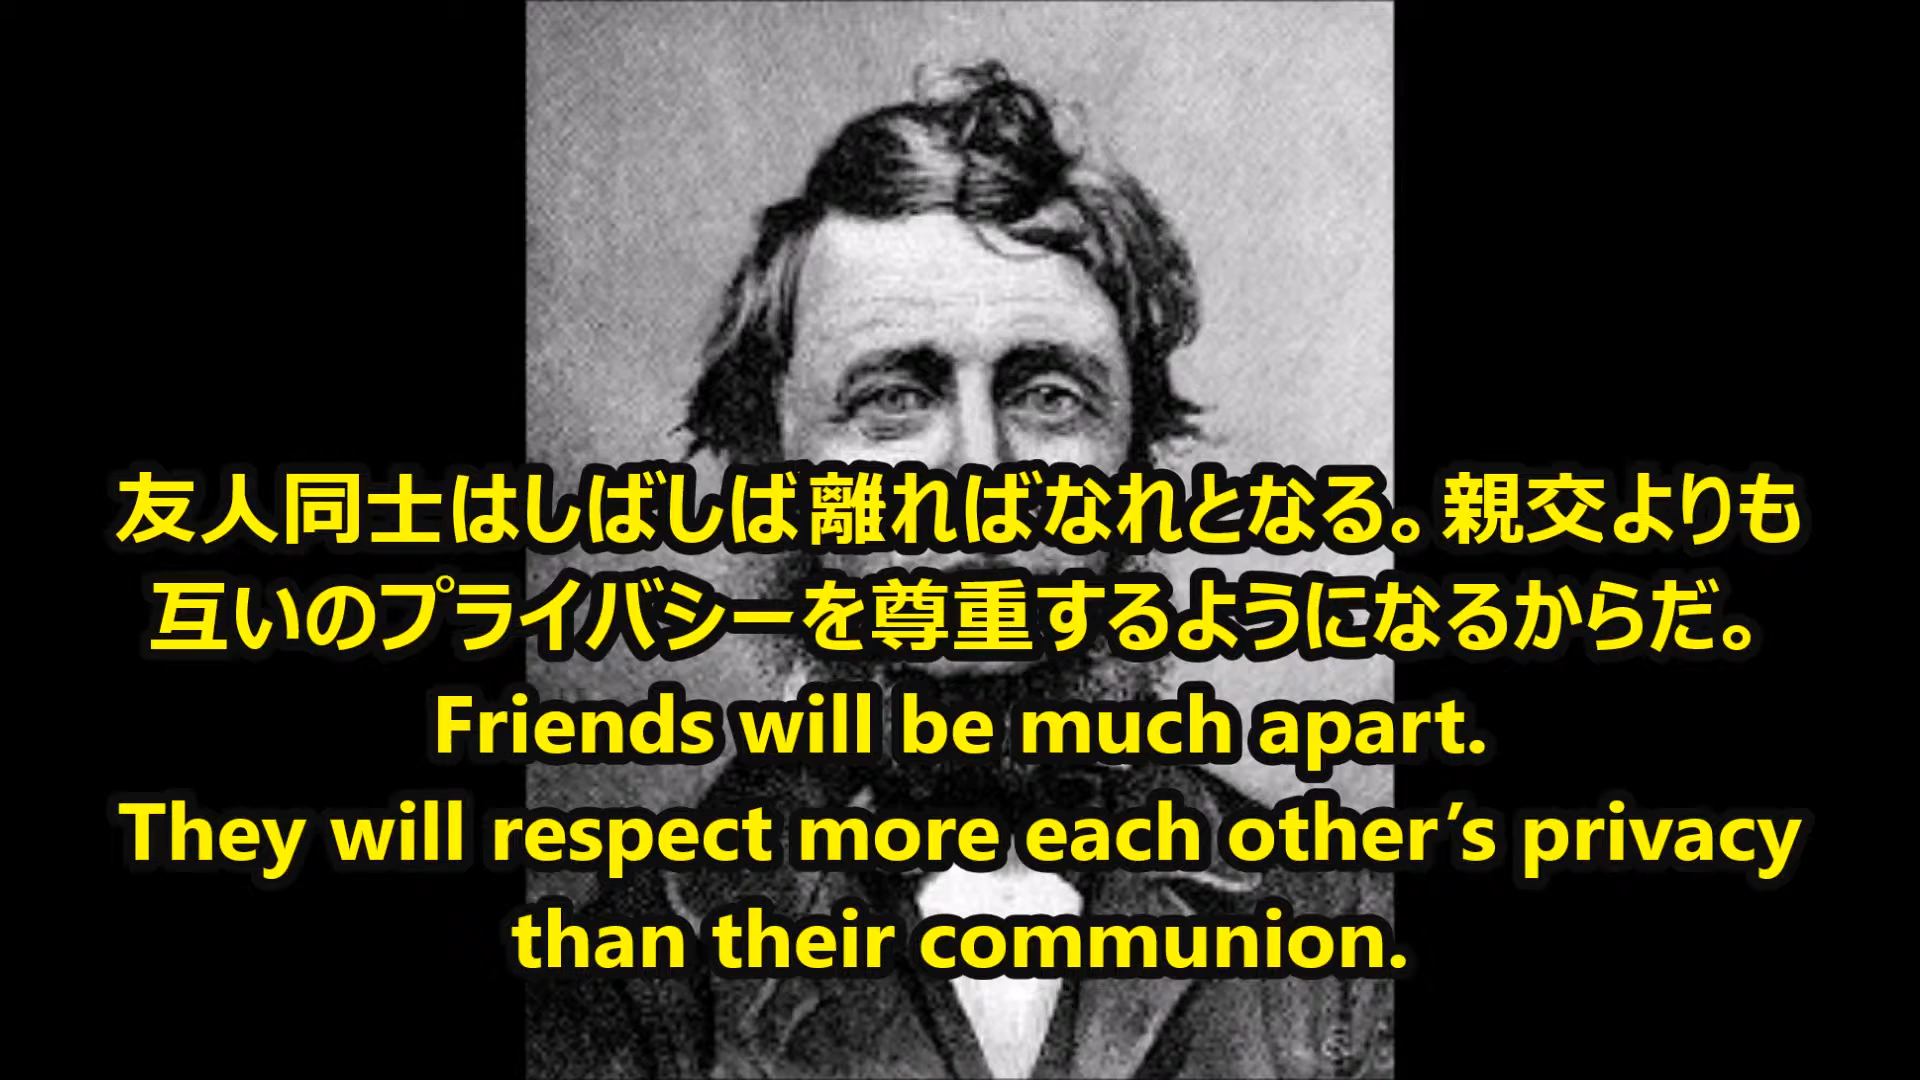 友人同士はしばしば離ればなれとなる。親交よりも
互いのプライバシーを尊重するようになるからだ。
Friends will be much apart.
They will respect more each other’s privacy
than their communion.